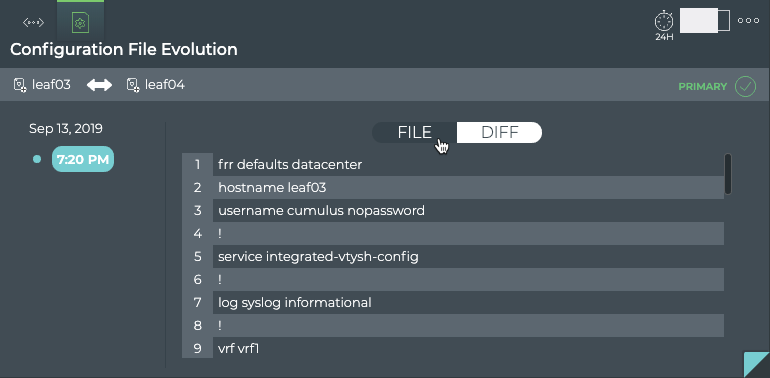 24H
Configuration File Evolution
leaf03 leaf04
PRIMARY
Sep 13, 2019
FILE DIFF
7:20 PM
1 frr defaults datacenter
2 hostname leaf03
3 username cumulus nopassword
4 !
5 service integrated-vtysh-config
6 !
7 log syslog informational
8 !
9 vrf vrf1